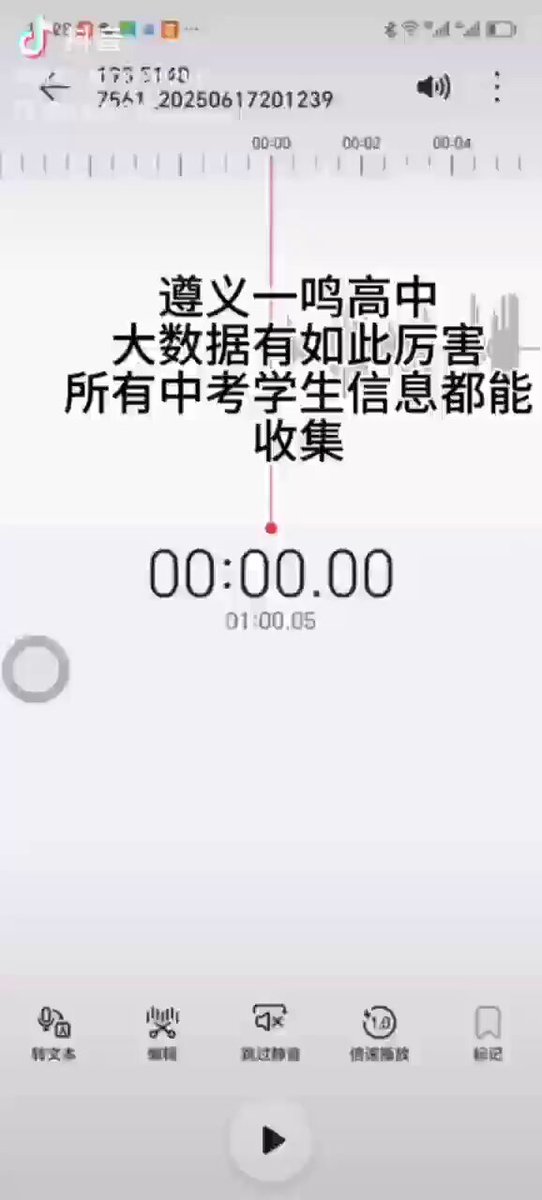 抖音
7561_20250617201239
00:00
00:02
00:04
遵义一鸣高中
大数据有如此厉害
所有中考学生信息都能
收集
00:00.00
01:00.05
转文本
编辑
跳过静音
倍速播放
标记